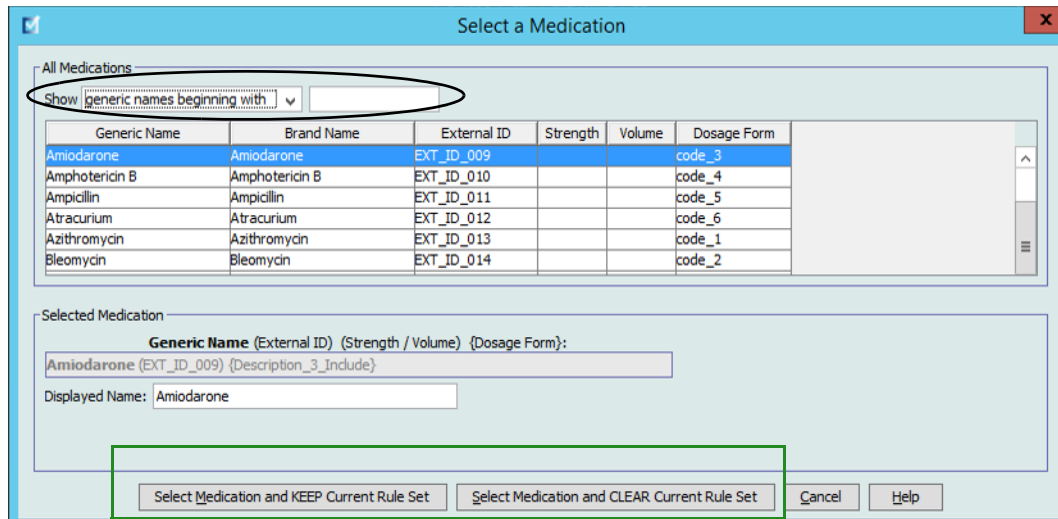 Select a Medication
x
All Medications
Show generic names beginning with
Generic Name Brand Name External ID Strength Volume Dosage Form
Amiodarone Amiodarone EXT_ID_009 code_3
Amphotericin B Amphotericin B EXT_ID_010 code_4
Ampicillin Ampicillin EXT_ID_011 code_5
Atracurium Atracurium EXT_ID_012 code_6
Azithromycin Azithromycin EXT_ID_013 code_1
Bleomycin Bleomycin EXT_ID_014 code_2
Selected Medication
Generic Name (External ID) (Strength / Volume) {Dosage Form}:
Amiodarone (EXT_ID_009) {Description_3_Include}
Displayed Name: Amiodarone
Select Medication and KEEP Current Rule Set Select Medication and CLEAR Current Rule Set Cancel Help